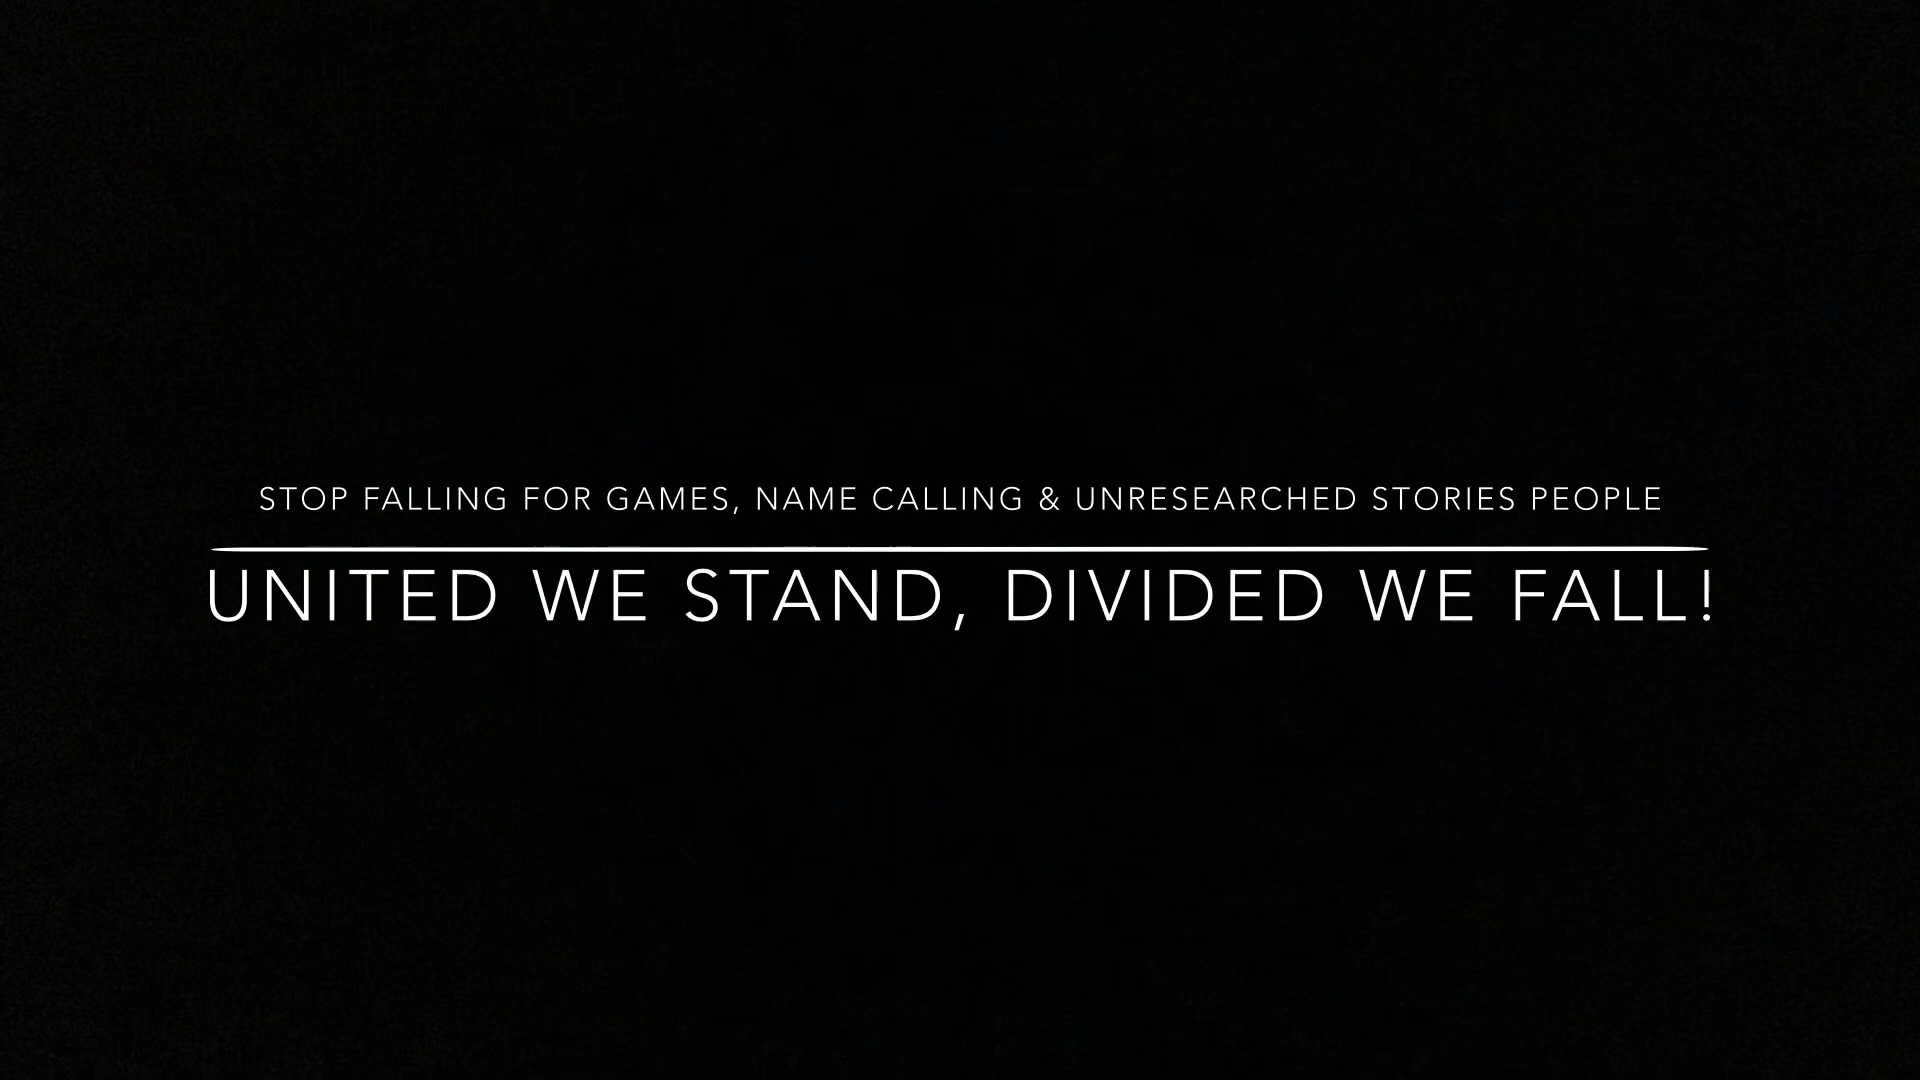 STOP FALLING FOR GAMES, NAME CALLING & UNRESEARCHED STORIES PEOPLE
UNITED WE STAND, DIVIDED WE FALL!